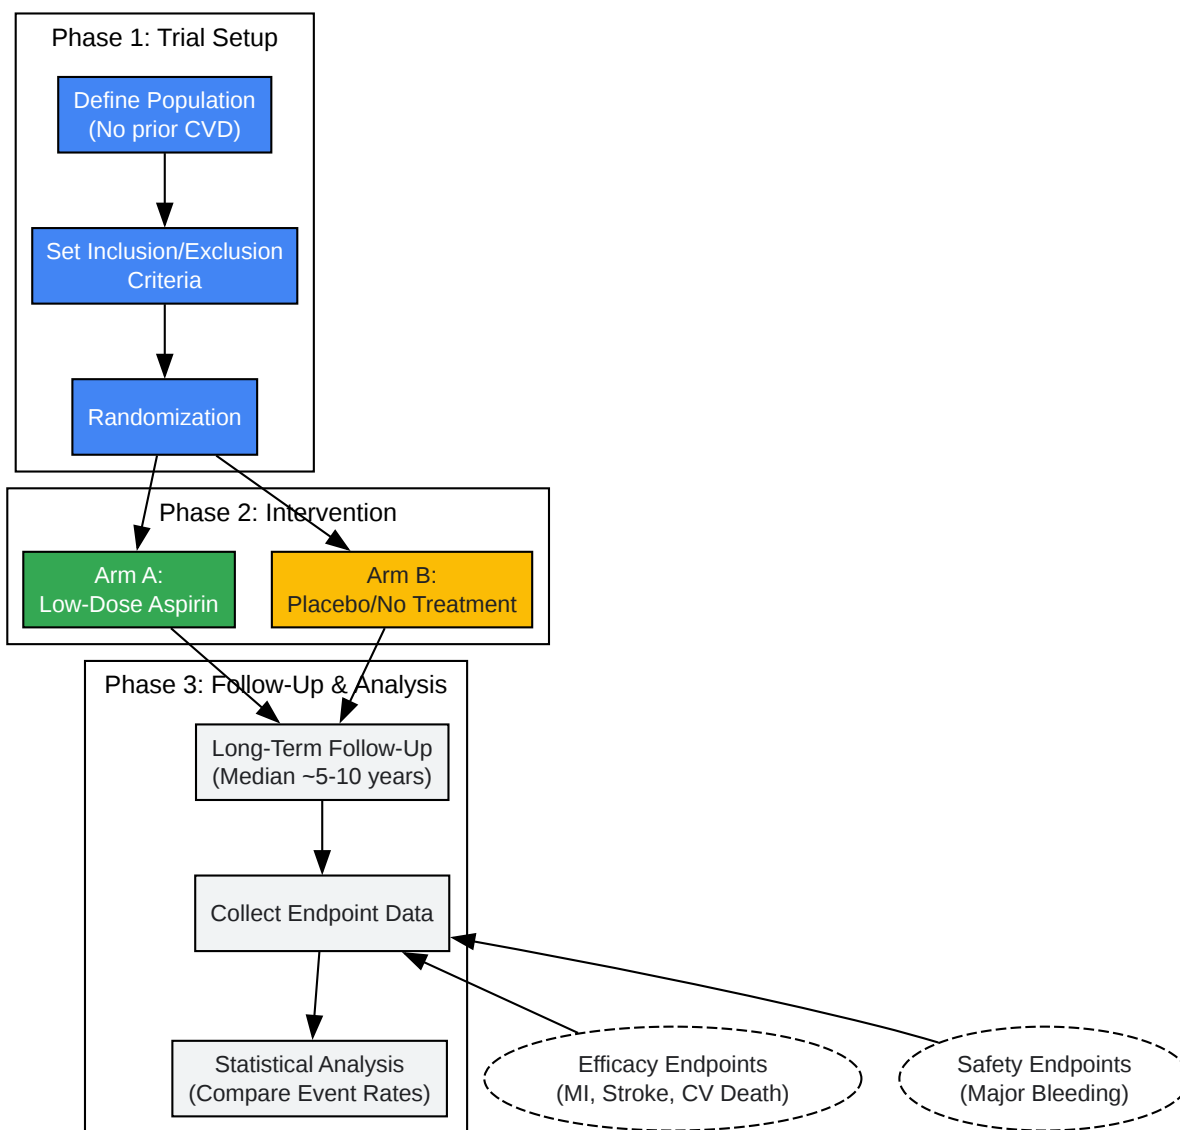 Phase 1: Trial Setup
Define Population
(No prior CVD)
Set Inclusion/Exclusion
Criteria
Randomization
Phase 2: Intervention
Arm A:
Low-Dose Aspirin
Arm B:
Placebo/No Treatment
Phase 3: Follow-Up & Analysis
Long-Term Follow-Up
(Median ~5-10 years)
Collect Endpoint Data
Statistical Analysis
(Compare Event Rates)
Efficacy Endpoints
(MI, Stroke, CV Death)
Safety Endpoints
(Major Bleeding)